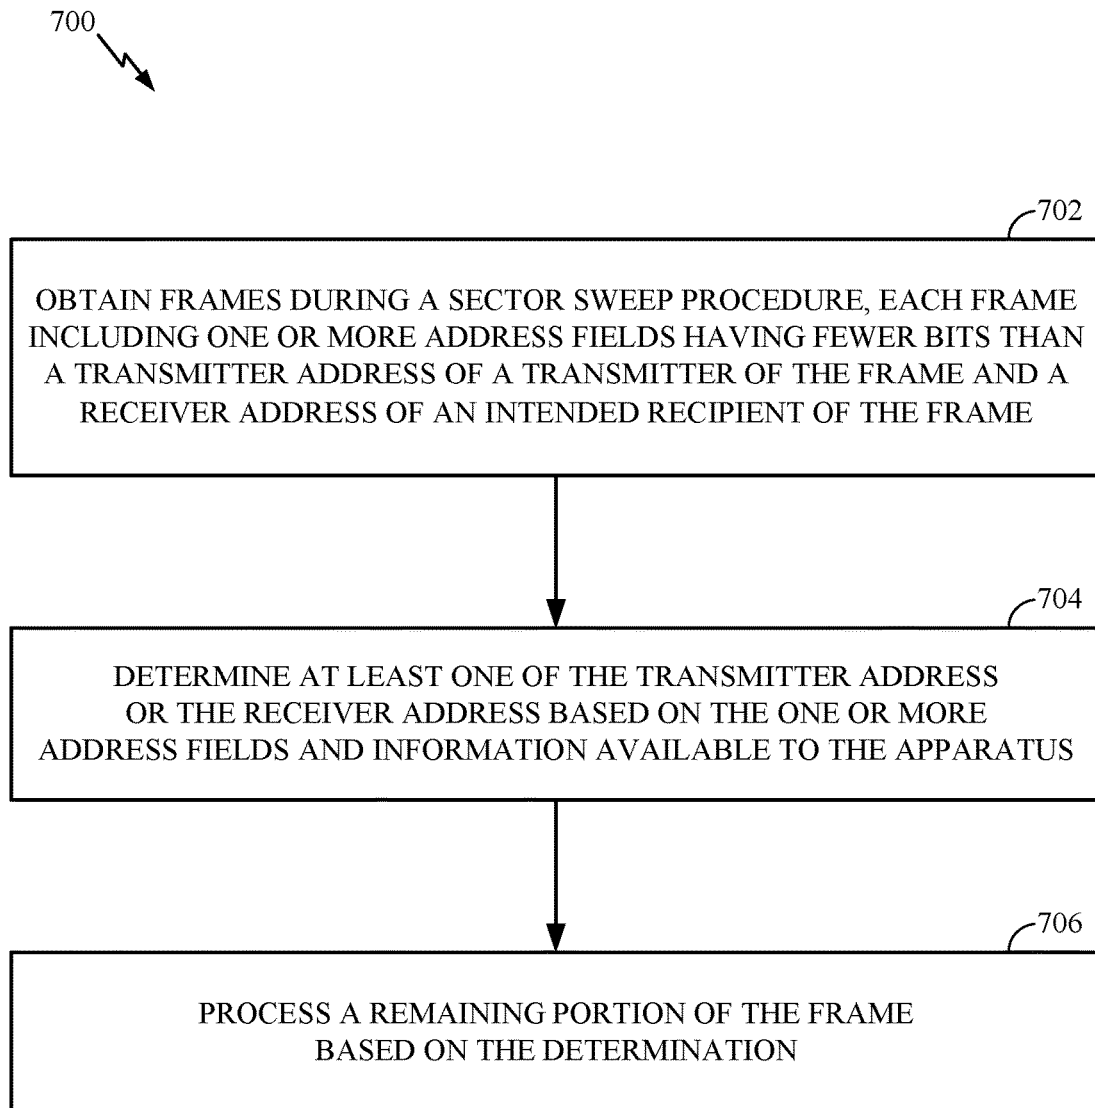 700
702
OBTAIN FRAMES DURING A SECTOR SWEEP PROCEDURE, EACH FRAME
INCLUDING ONE OR MORE ADDRESS FIELDS HAVING FEWER BITS THAN
A TRANSMITTER ADDRESS OF A TRANSMITTER OF THE FRAME AND A
RECEIVER ADDRESS OF AN INTENDED RECIPIENT OF THE FRAME
704
DETERMINE AT LEAST ONE OF THE TRANSMITTER ADDRESS
OR THE RECEIVER ADDRESS BASED ON THE ONE OR MORE
ADDRESS FIELDS AND INFORMATION AVAILABLE TO THE APPARATUS
706
PROCESS A REMAINING PORTION OF THE FRAME
BASED ON THE DETERMINATION